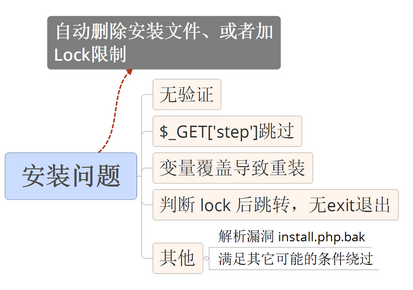 自动删除安装文件、或者加
Lock限制
无验证
$_GET['step']跳过
安装问题
变量覆盖导致重装
判断 lock 后跳转，无exit退出
其他
解析漏洞 install.php.bak
满足其它可能的条件绕过